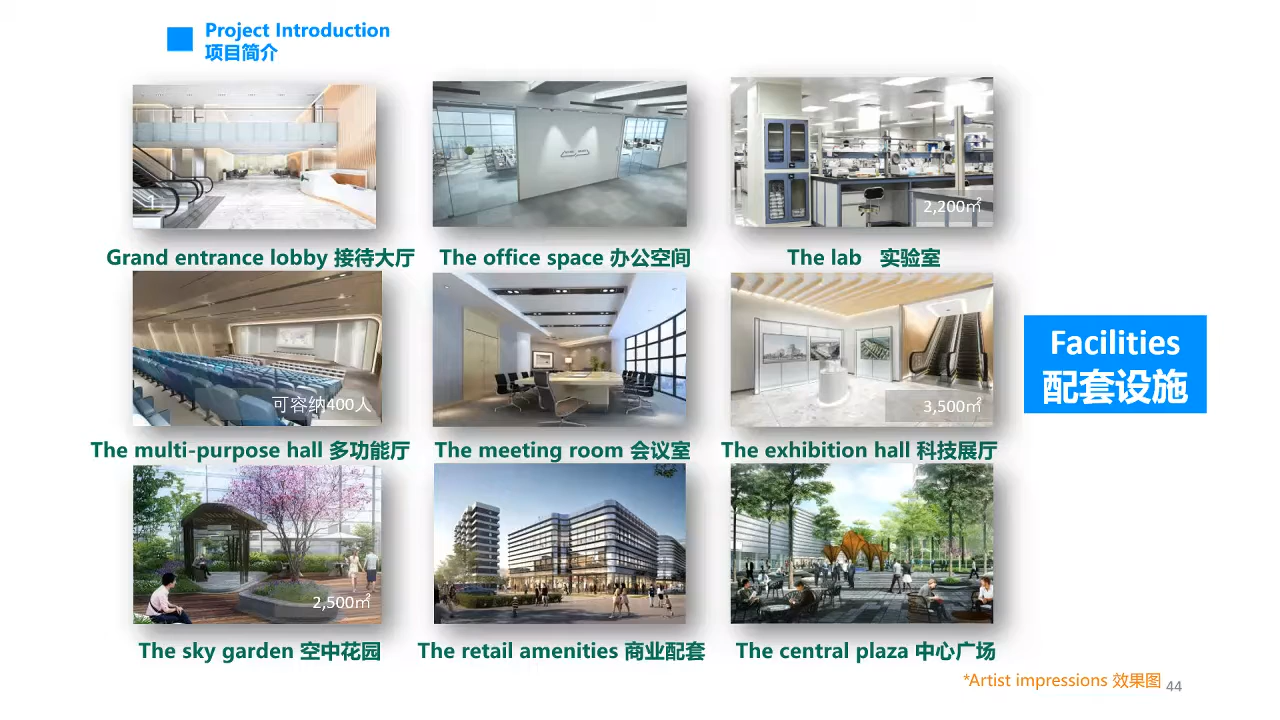 Project Introduction
项目简介
2,200㎡
Grand entrance lobby 接待大厅
The office space 办公空间
The lab 实验室
可容纳400人
3,500㎡
Facilities
配套设施
The multi-purpose hall 多功能厅
The meeting room 会议室
The exhibition hall 科技展厅
2,500㎡
The sky garden 空中花园
The retail amenities 商业配套
The central plaza 中心广场
*Artist impressions 效果图
44